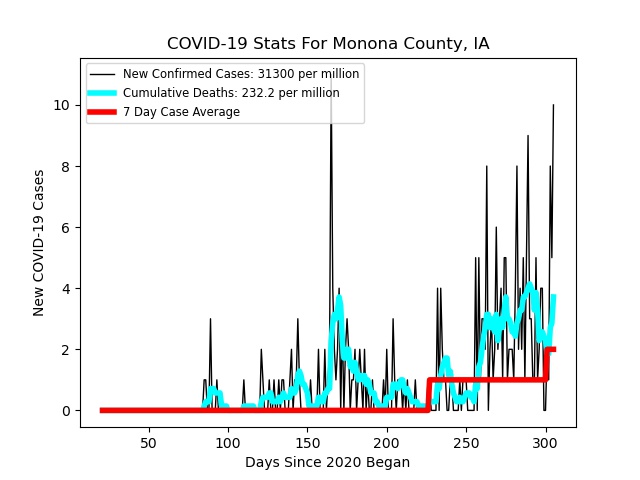 COVID-19 Stats For Monona County, IA
New Confirmed Cases: 31300 per million
Cumulative Deaths: 232.2 per million
7 Day Case Average
New COVID-19 Cases
10
8
6
4
2
0
50 100 150 200 250 300
Days Since 2020 Began